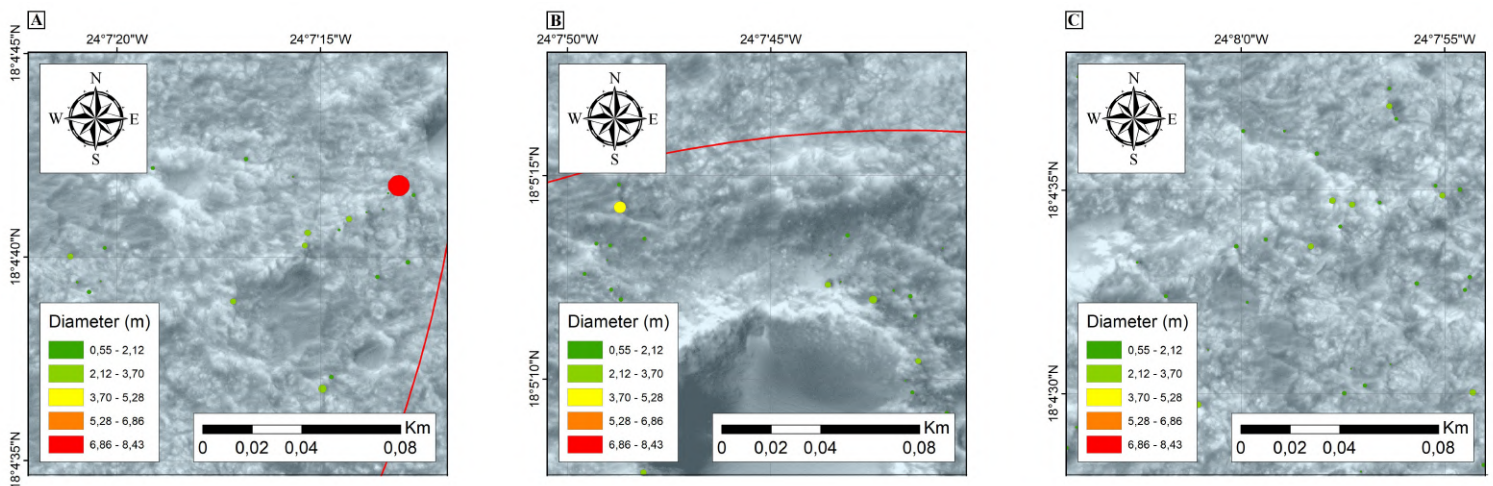 A
24°7'20"W 24°7'15"W
18°4'45"N
18°4'40"N
18°4'35"N
N
W E
S
Diameter (m)
0,55 - 2,12
2,12 - 3,70
3,70 - 5,28
5,28 - 6,86
6,86 - 8,43
Km
0 0,02 0,04 0,08
B
24°7'50"W 24°7'45"W
18°5'15"N
18°5'10"N
N
W E
S
Diameter (m)
0,55 - 2,12
2,12 - 3,70
3,70 - 5,28
5,28 - 6,86
6,86 - 8,43
Km
0 0,02 0,04 0,08
C
24°8'0"W 24°7'55"W
18°4'35"N
18°4'30"N
N
W E
S
Diameter (m)
0,55 - 2,12
2,12 - 3,70
3,70 - 5,28
5,28 - 6,86
6,86 - 8,43
Km
0 0,02 0,04 0,08